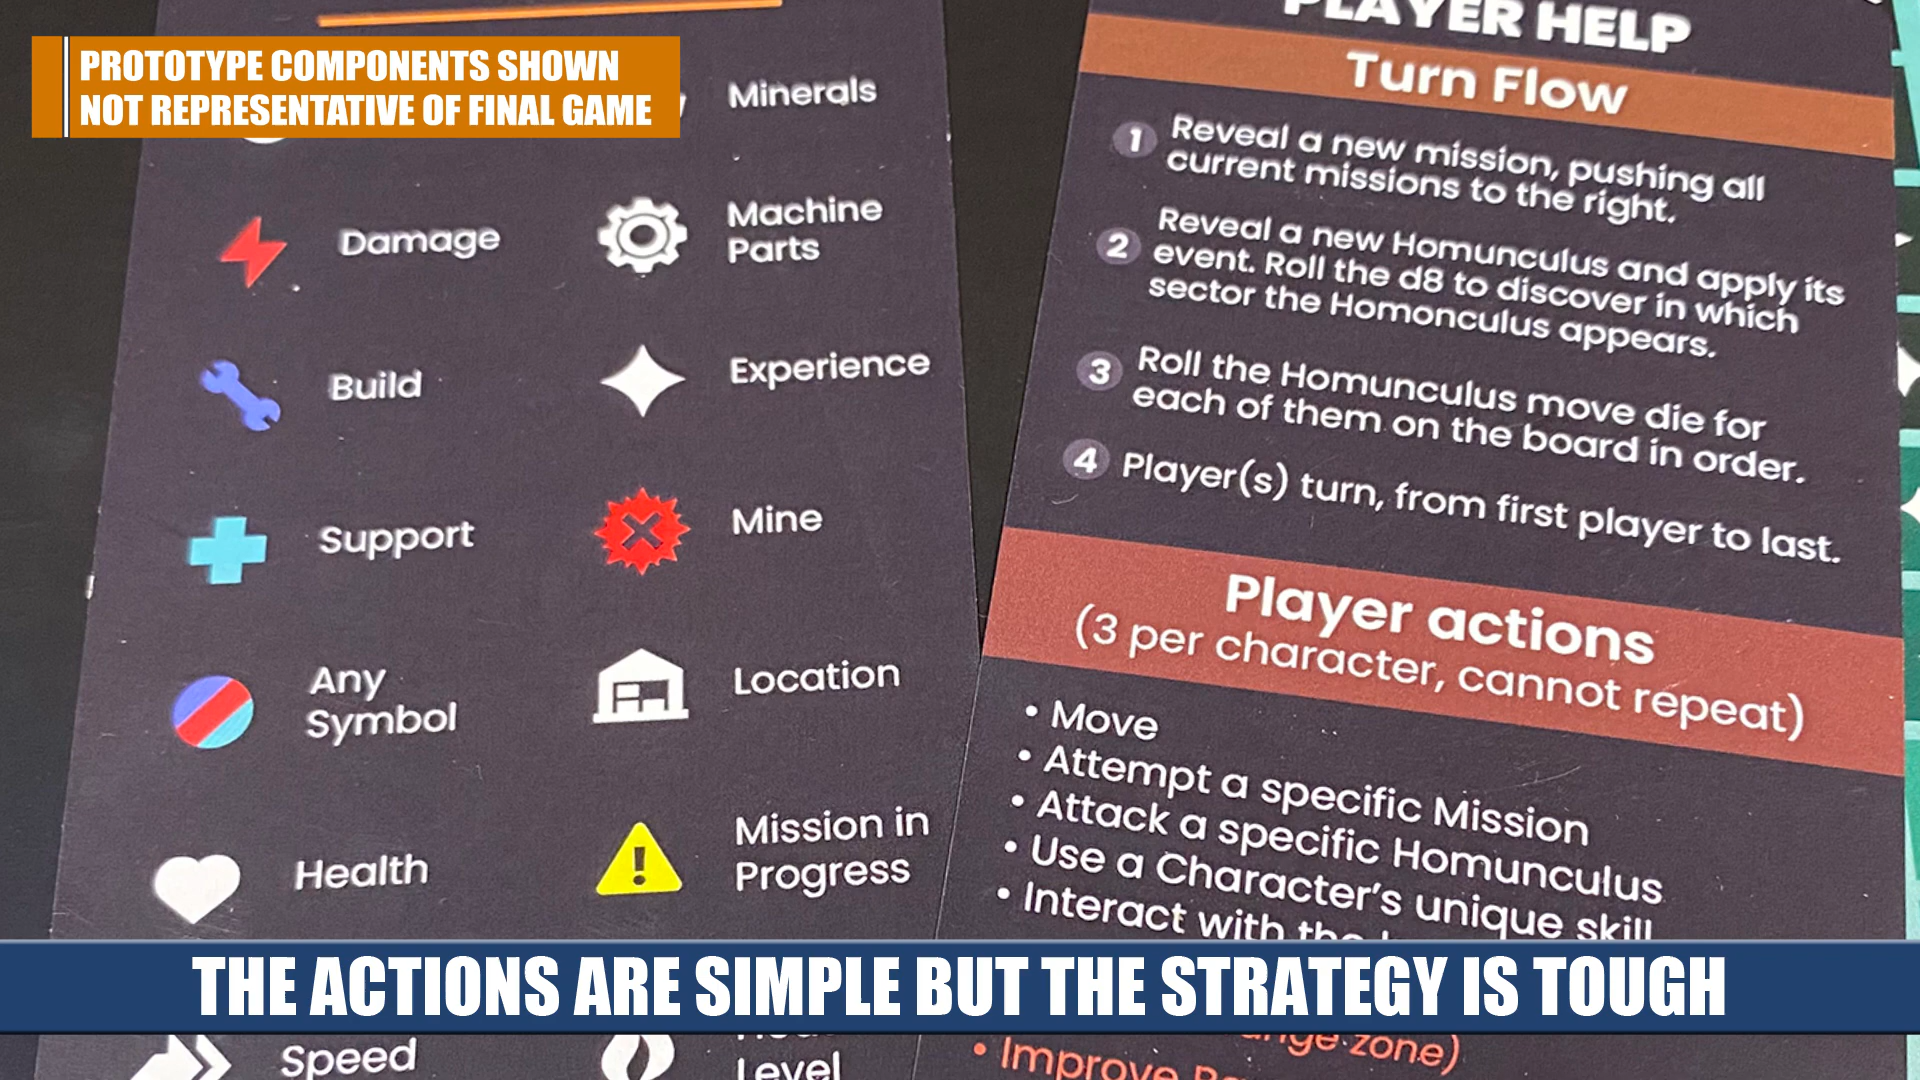 PROTOTYPE COMPONENTS SHOWN
NOT REPRESENTATIVE OF FINAL GAME
Minerals
Damage
Machine
Parts
Build
Experience
Support
Mine
Any
Symbol
Location
Health
Mission in
Progress
Speed
Level
PLAYER HELP
Turn Flow
1 Reveal a new mission, pushing all
current missions to the right.
2 Reveal a new Homunculus and apply its
event. Roll the d8 to discover in which
sector the Homonculus appears.
3 Roll the Homunculus move die for
each of them on the board in order.
4 Player(s) turn, from first player to last.
Player actions
(3 per character, cannot repeat)
• Move
• Attempt a specific Mission
• Attack a specific Homunculus
• Use a Character's unique skill
• Interact with the
zone)
• Improve
THE ACTIONS ARE SIMPLE BUT THE STRATEGY IS TOUGH